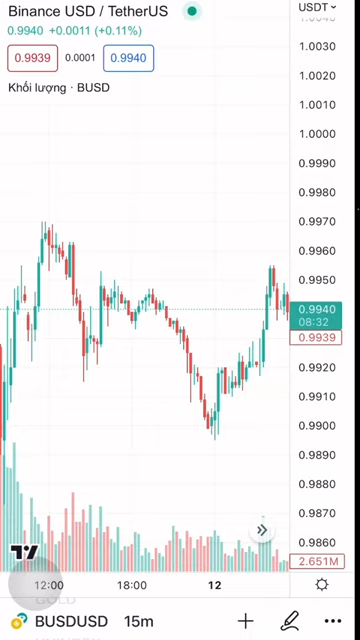 Binance USD / TetherUS
USDT
0.9940 +0.0011 (+0.11%)
1.0030
0.9939 0.0001 0.9940
1.0020
Khối lượng · BUSD
1.0010
1.0000
0.9990
0.9980
0.9970
0.9960
0.9950
0.9940
08:32
0.9939
0.9920
0.9910
0.9900
0.9890
0.9880
0.9870
0.9860
2.651M
12:00 18:00 12
BUSDUSD 15m